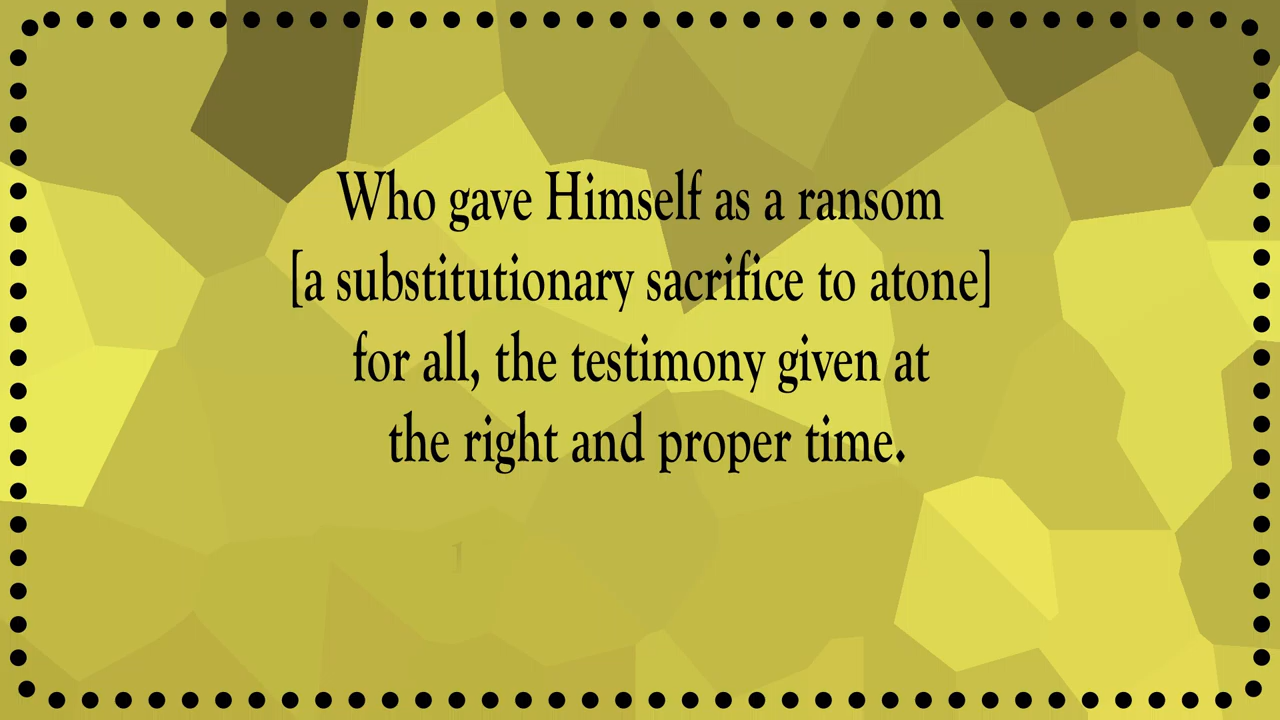 Who gave Himself as a ransom
[a substitutionary sacrifice to atone]
for all, the testimony given at
the right and proper time.
1